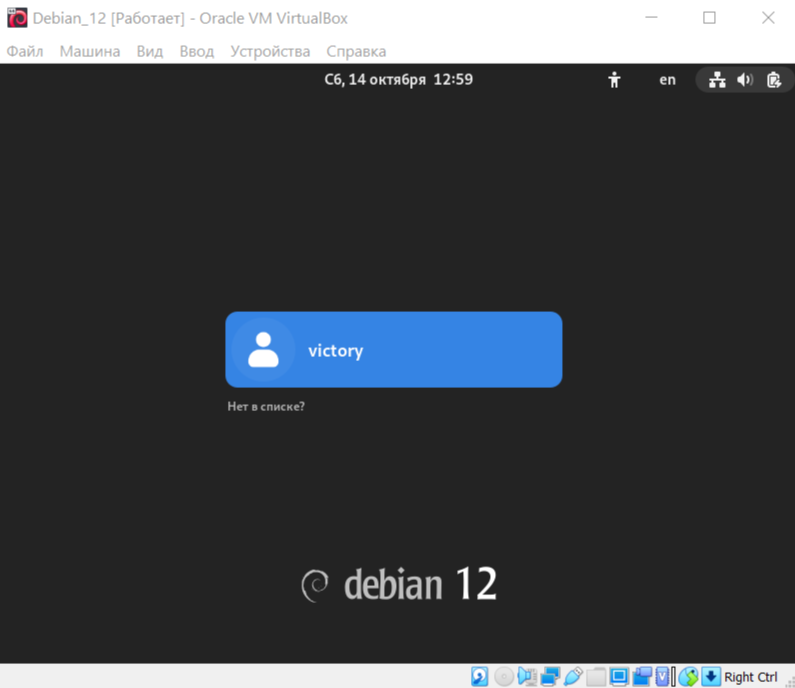 Debian_12 [Работает] - Oracle VM VirtualBox
Файл Машина Вид Ввод Устройства Справка
Сб, 14 октября 12:59 en
victory
Нет в списке?
debian 12
Right Ctrl